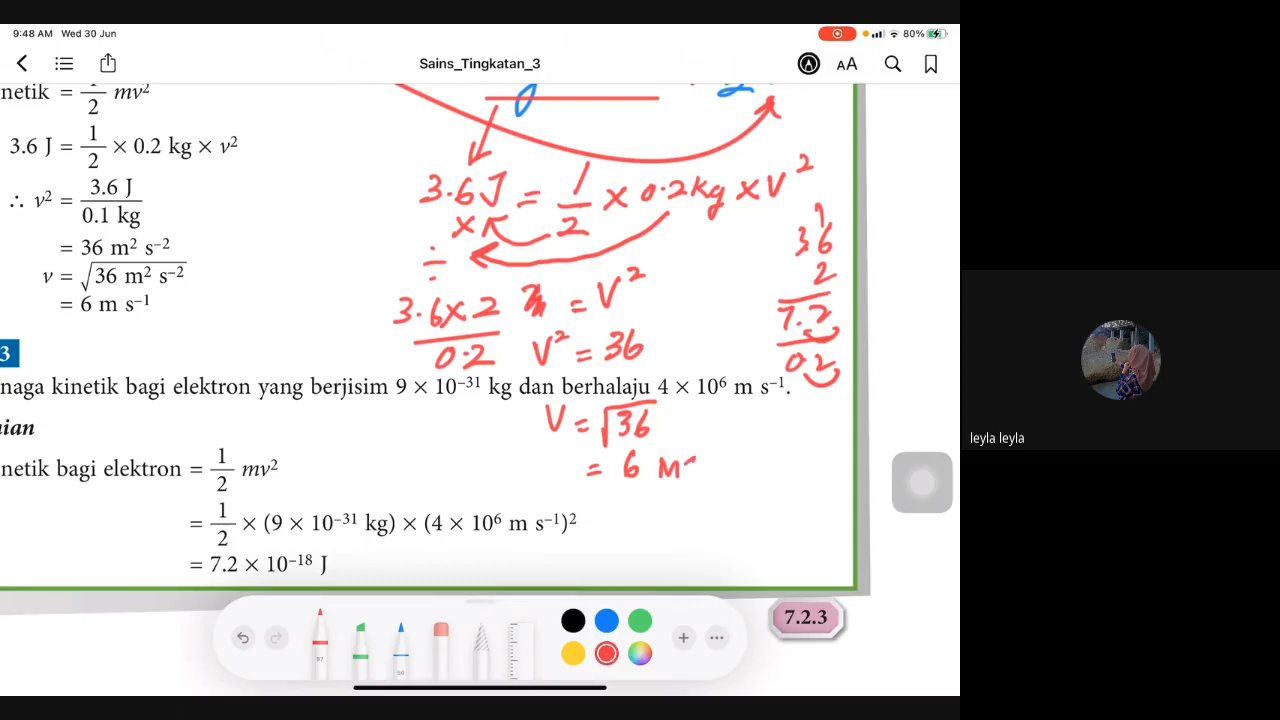 9:48 AM Wed 30 Jun
80%
Sains_Tingkatan_3
AA
netik = 1/2 mv²
3.6 J = 1/2 × 0.2 kg × v²
∴ v² = 3.6 J / 0.1 kg
= 36 m² s⁻²
v = √36 m² s⁻²
= 6 m s⁻¹
3.6J = 1/2 × 0.2kg × V²
×
÷
3.6×2 / 0.2 = V²
V² = 36
V = √36
= 6 m
36
2
7.2
0.2
3
naga kinetik bagi elektron yang berjisim 9 × 10⁻³¹ kg dan berhalaju 4 × 10⁶ m s⁻¹.
ian
netik bagi elektron = 1/2 mv²
= 1/2 × (9 × 10⁻³¹ kg) × (4 × 10⁶ m s⁻¹)²
= 7.2 × 10⁻¹⁸ J
7.2.3
97
50
leyla leyla